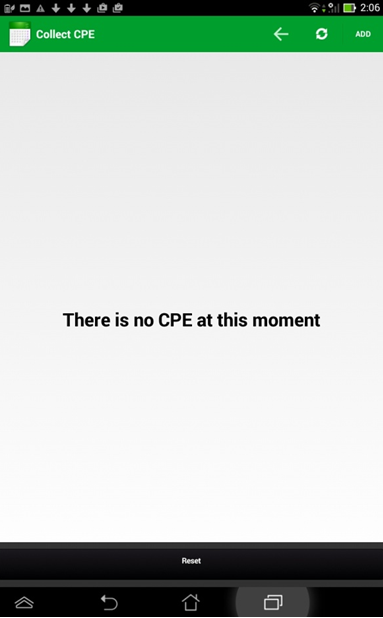 2:06
Collect CPE
ADD
There is no CPE at this moment
Reset